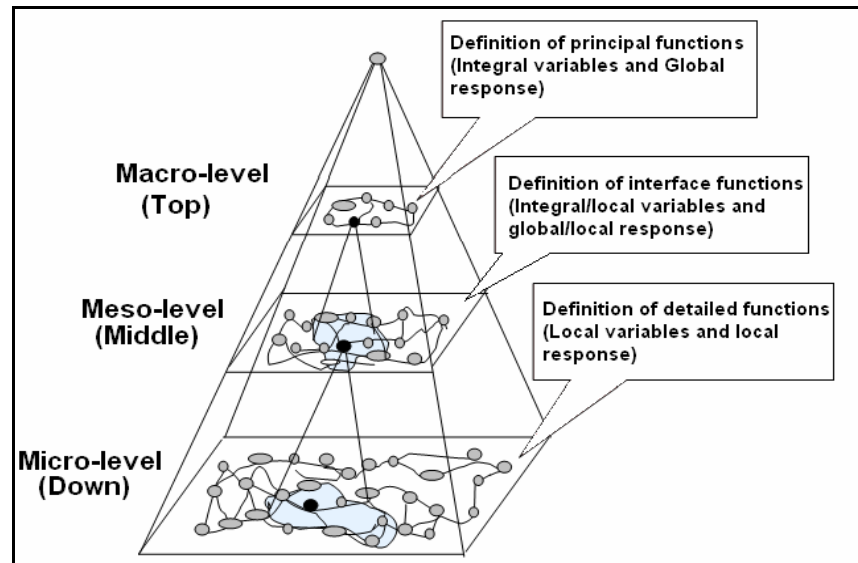 Definition of principal functions
(Integral variables and Global
response)
Macro-level
(Top)
Definition of interface functions
(Integral/local variables and
global/local response)
Meso-level
(Middle)
Definition of detailed functions
(Local variables and local
response)
Micro-level
(Down)